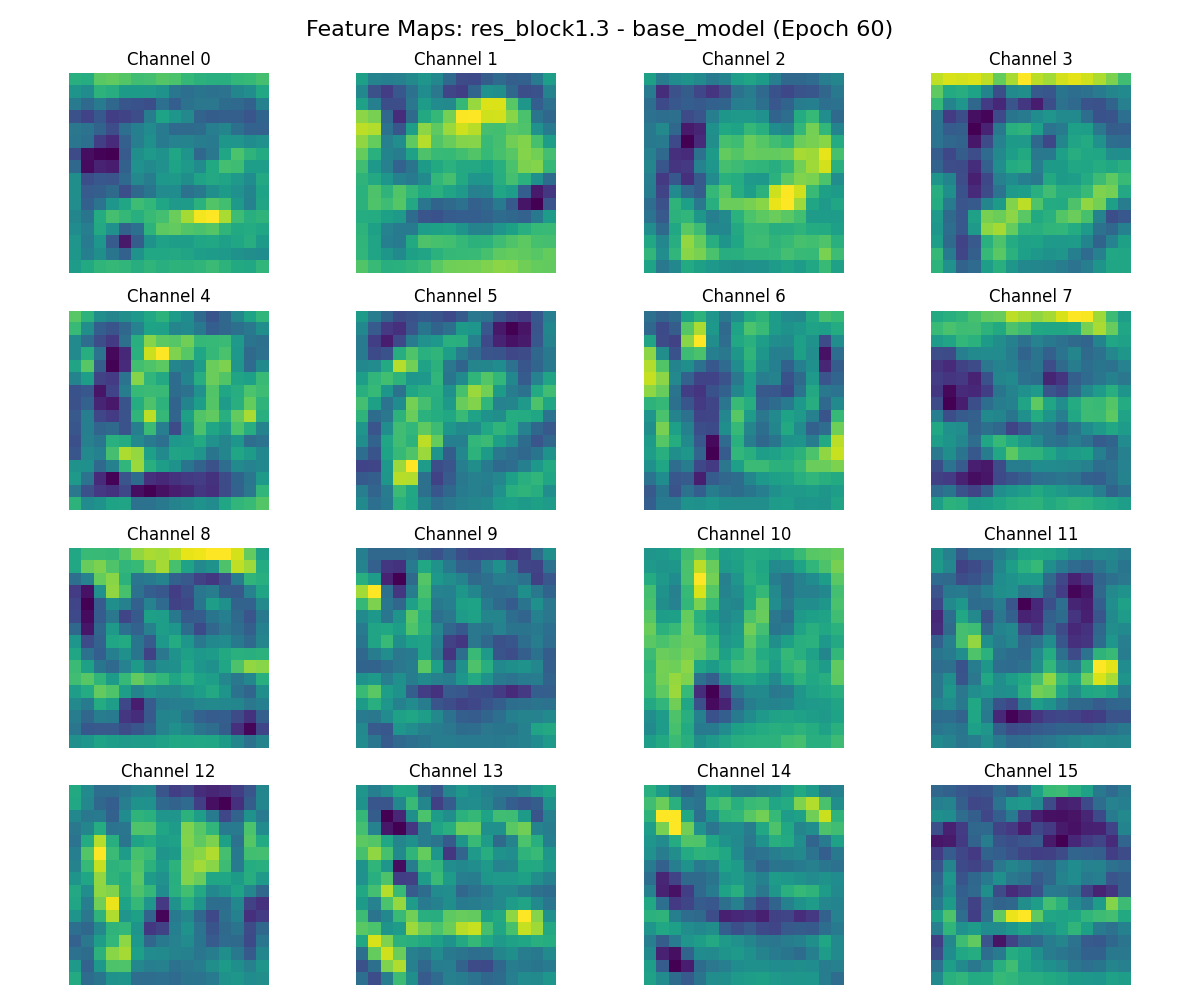 Feature Maps: res_block1.3 - base_model (Epoch 60)
Channel 0
Channel 1
Channel 2
Channel 3
Channel 4
Channel 5
Channel 6
Channel 7
Channel 8
Channel 9
Channel 10
Channel 11
Channel 12
Channel 13
Channel 14
Channel 15